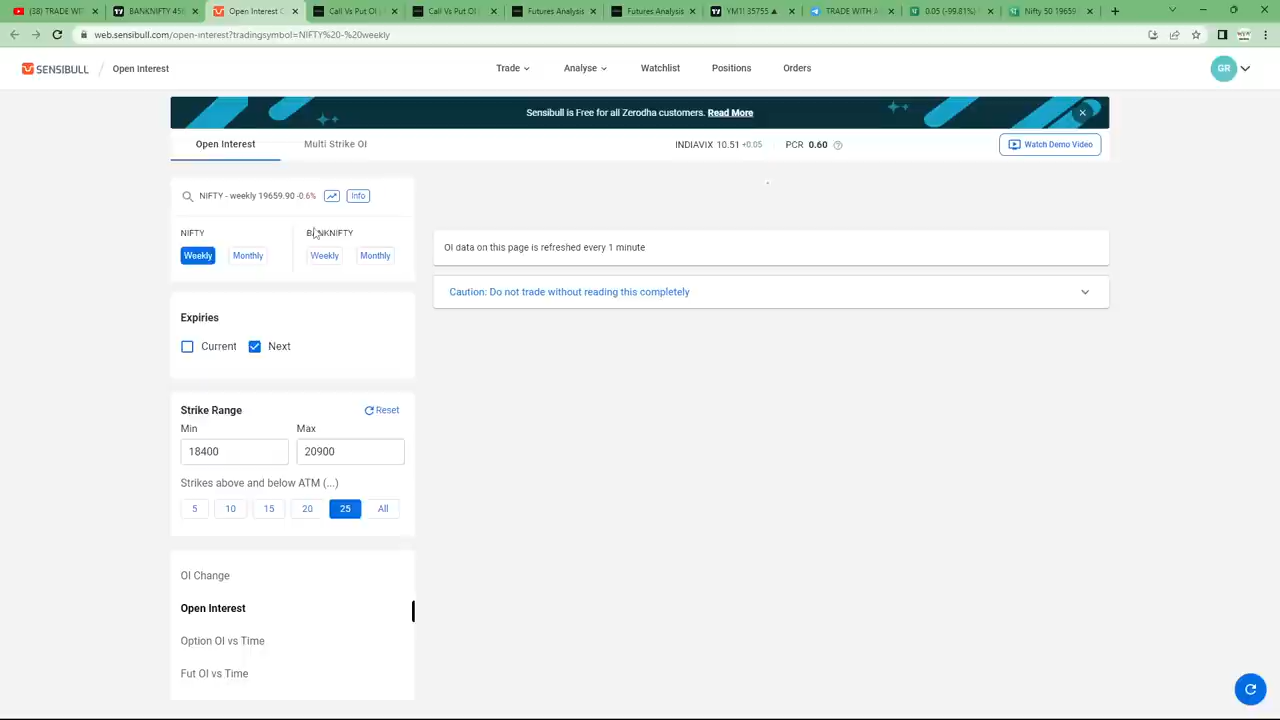 (38) TRADE WIT
BANKNIFTY 45
Open Interest C
Call Vs Put OI
Call Vs Put OI
Futures Analysis
Futures Analysis
YM1! 35755
TRADE WITH A
0.05 (-99.81%)
Nifty 50 19659
web.sensibull.com/open-interest?tradingsymbol=NIFTY%20-%20weekly
SENSIBULL / Open Interest
Trade
Analyse
Watchlist
Positions
Orders
GR
Sensibull is Free for all Zerodha customers. Read More
Open Interest
Multi Strike OI
INDIAVIX 10.51 +0.05
PCR 0.60
Watch Demo Video
NIFTY - weekly 19659.90 -0.6%
Info
NIFTY
BANKNIFTY
Weekly
Monthly
Weekly
Monthly
OI data on this page is refreshed every 1 minute
Caution: Do not trade without reading this completely
Expiries
Current
Next
Strike Range
Reset
Min
Max
18400
20900
Strikes above and below ATM (...)
5
10
15
20
25
All
OI Change
Open Interest
Option OI vs Time
Fut OI vs Time